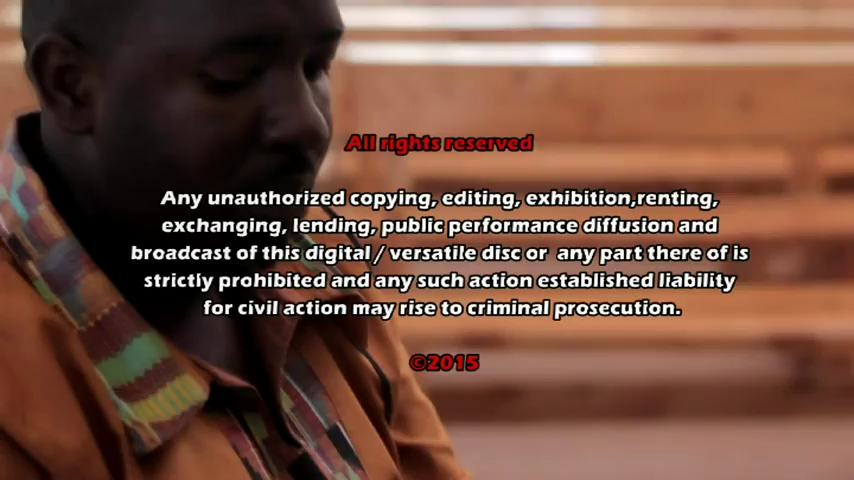 All rights reserved
Any unauthorized copying, editing, exhibition,renting,
exchanging, lending, public performance diffusion and
broadcast of this digital / versatile disc or any part there of is
strictly prohibited and any such action established liability
for civil action may rise to criminal prosecution.
©2015